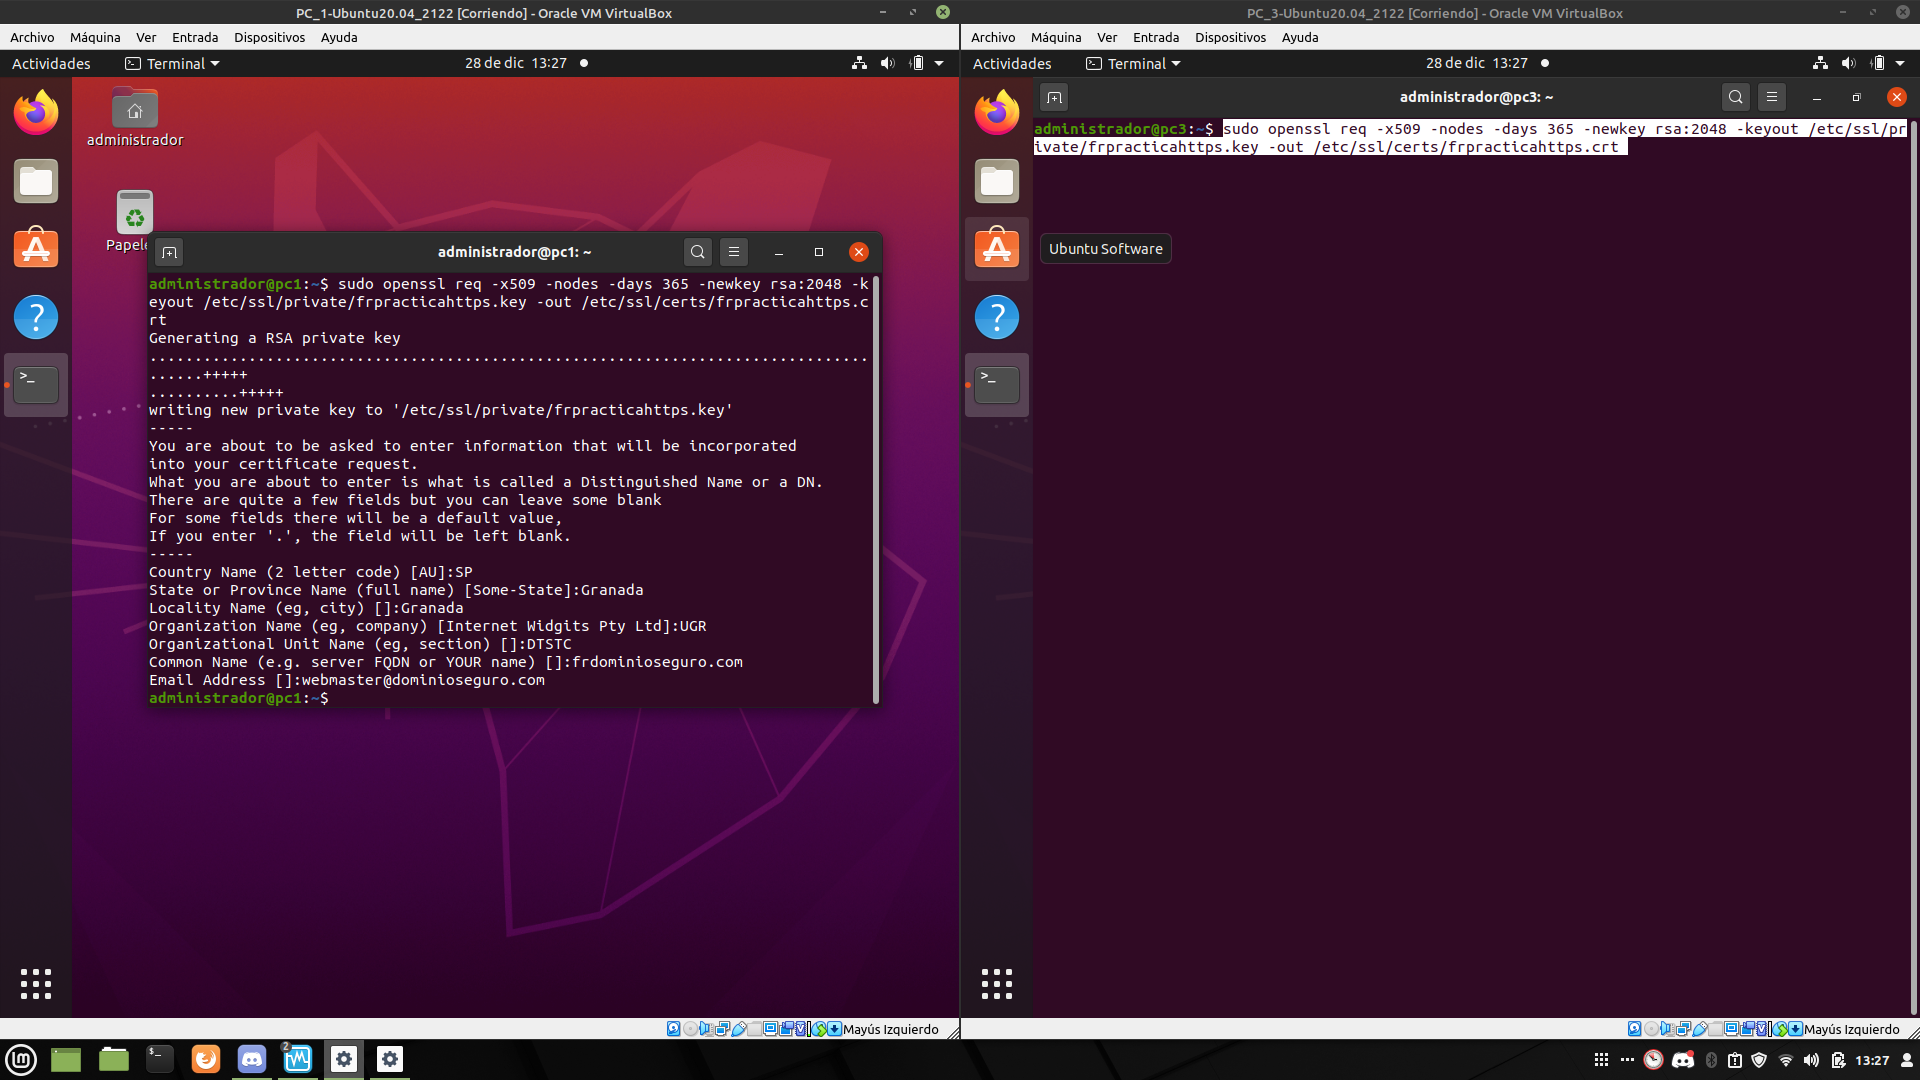 PC_1-Ubuntu20.04_2122 [Corriendo] - Oracle VM VirtualBox
Archivo Máquina Ver Entrada Dispositivos Ayuda
Actividades Terminal 28 de dic 13:27
administrador
Papele
administrador@pc1: ~
administrador@pc1:~$ sudo openssl req -x509 -nodes -days 365 -newkey rsa:2048 -k
eyout /etc/ssl/private/frpracticahttps.key -out /etc/ssl/certs/frpracticahttps.c
rt
Generating a RSA private key
................................................................................
......+++++
..........+++++
writing new private key to '/etc/ssl/private/frpracticahttps.key'
-----
You are about to be asked to enter information that will be incorporated
into your certificate request.
What you are about to enter is what is called a Distinguished Name or a DN.
There are quite a few fields but you can leave some blank
For some fields there will be a default value,
If you enter '.', the field will be left blank.
-----
Country Name (2 letter code) [AU]:SP
State or Province Name (full name) [Some-State]:Granada
Locality Name (eg, city) []:Granada
Organization Name (eg, company) [Internet Widgits Pty Ltd]:UGR
Organizational Unit Name (eg, section) []:DTSTC
Common Name (e.g. server FQDN or YOUR name) []:frdominioseguro.com
Email Address []:webmaster@dominioseguro.com
administrador@pc1:~$
Mayús Izquierdo
PC_3-Ubuntu20.04_2122 [Corriendo] - Oracle VM VirtualBox
Archivo Máquina Ver Entrada Dispositivos Ayuda
Actividades Terminal 28 de dic 13:27
administrador@pc3: ~
administrador@pc3:~$ sudo openssl req -x509 -nodes -days 365 -newkey rsa:2048 -keyout /etc/ssl/pr
ivate/frpracticahttps.key -out /etc/ssl/certs/frpracticahttps.crt
Ubuntu Software
Mayús Izquierdo
2
13:27